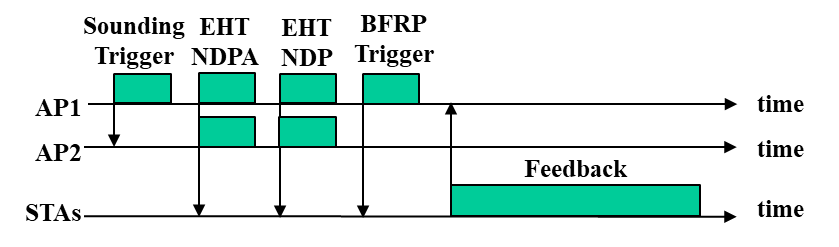 Sounding Trigger
EHT NDPA
EHT NDP
BFRP Trigger
AP1
time
AP2
time
Feedback
STAs
time